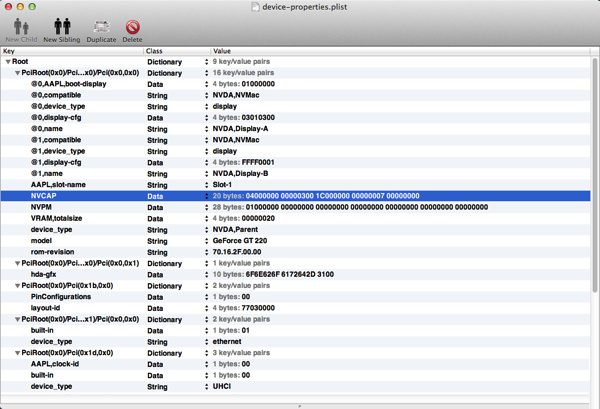 device-properties.plist
New Child New Sibling Duplicate Delete
Key Class Value
Root Dictionary 9 key/value pairs
PciRoot(0x0)/Pci...x0)/Pci(0x0,0x0) Dictionary 16 key/value pairs
@0,AAPL,boot-display Data 4 bytes: 01000000
@0,compatible String NVDA,NVMac
@0,device_type String display
@0,display-cfg Data 4 bytes: 03010300
@0,name String NVDA,Display-A
@1,compatible String NVDA,NVMac
@1,device_type String display
@1,display-cfg Data 4 bytes: FFFF0001
@1,name String NVDA,Display-B
AAPL,slot-name String Slot-1
NVCAP Data 20 bytes: 04000000 00000300 1C000000 00000007 00000000
NVPM Data 28 bytes: 01000000 00000000 00000000 00000000 00000000 00000000 00000000
VRAM,totalsize Data 4 bytes: 00000020
device_type String NVDA,Parent
model String GeForce GT 220
rom-revision String 70.16.2F.00.00
PciRoot(0x0)/Pci...x0)/Pci(0x0,0x1) Dictionary 1 key/value pairs
hda-gfx Data 10 bytes: 6F6E626F 6172642D 3100
PciRoot(0x0)/Pci(0x1b,0x0) Dictionary 2 key/value pairs
PinConfigurations Data 1 bytes: 00
layout-id Data 4 bytes: 77030000
PciRoot(0x0)/Pci...x1)/Pci(0x0,0x0) Dictionary 2 key/value pairs
built-in Data 1 bytes: 01
device_type String ethernet
PciRoot(0x0)/Pci(0x1d,0x0) Dictionary 3 key/value pairs
AAPL,clock-id Data 1 bytes: 00
built-in Data 1 bytes: 00
device_type String UHCI